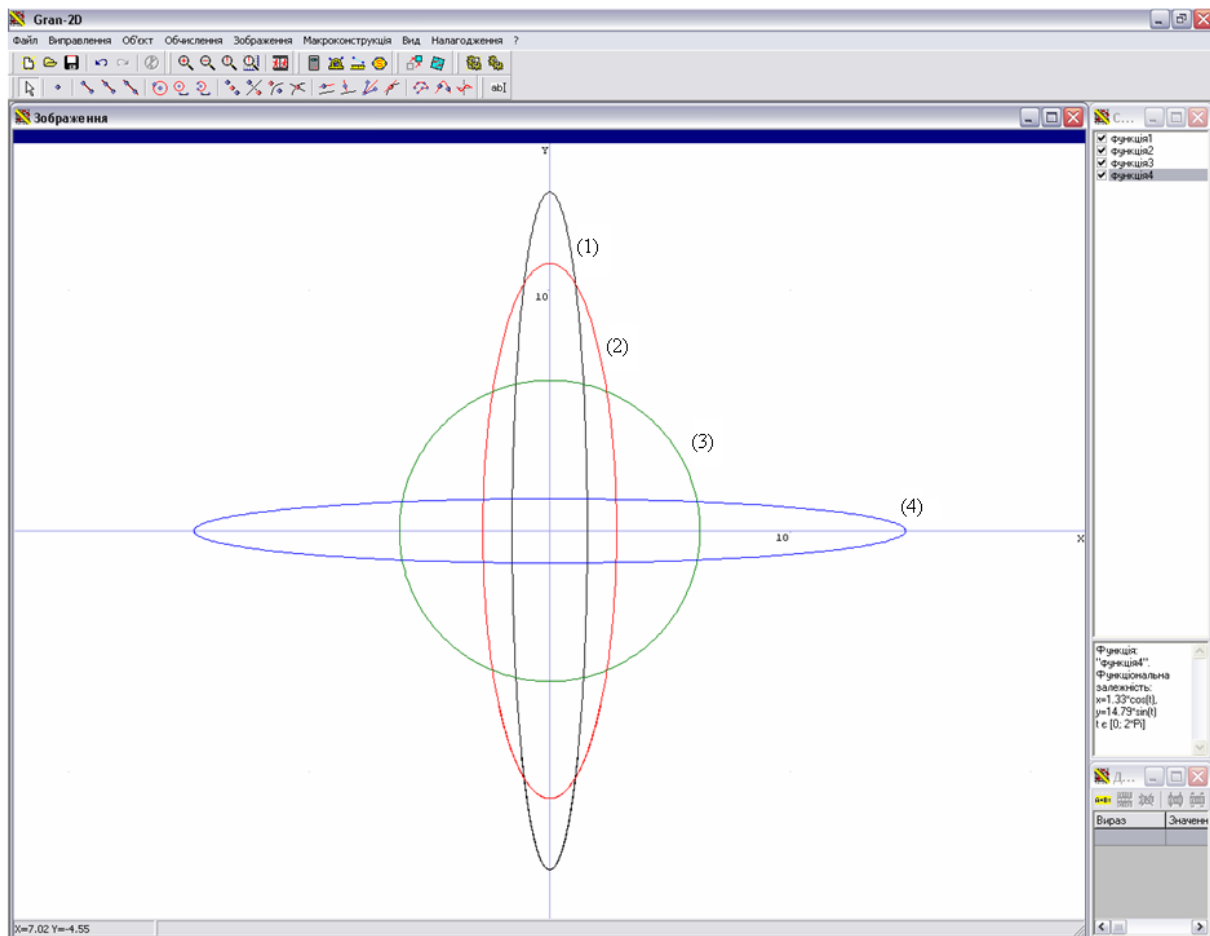 Gran-2D
Файл Виправлення Об'єкт Обчислення Зображення Макроконструкція Вид Налагодження ?
abI
Зображення
Y
(1)
10
(2)
(3)
(4)
10
X
С...
Функція1
Функція2
Функція3
Функція4
Функція:
"Функція4".
Функціональна
залежність:
x=1.33*cos(t),
y=14.79*sin(t)
t є [0; 2*Pi]
Д...
Вираз Значенн
X=7.02 Y=-4.55